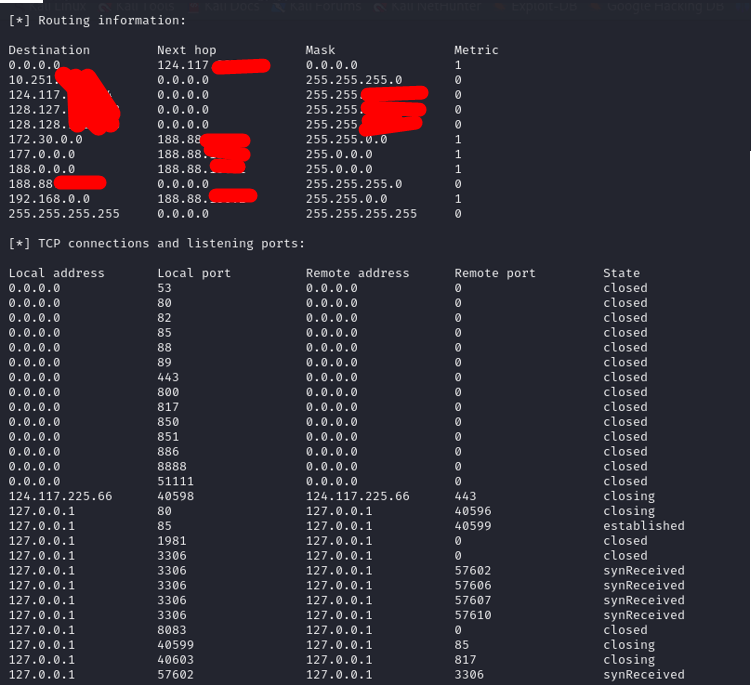 [*] Routing information:
Destination Next hop Mask Metric
0.0.0.0 124.117 0.0.0.0 1
10.251. 0.0.0.0 255.255.255.0 0
124.117. 0.0.0.0 255.255. 0
128.127. 0.0.0.0 255.255. 0
128.128. 0.0.0.0 255.255. 0
172.30.0.0 188.88 255.255.0.0 1
177.0.0.0 188.88. 255.0.0.0 1
188.0.0.0 188.88. 255.0.0.0 1
188.88 0.0.0.0 255.255.255.0 0
192.168.0.0 188.88. 255.255.0.0 1
255.255.255.255 0.0.0.0 255.255.255.255 0
[*] TCP connections and listening ports:
Local address Local port Remote address Remote port State
0.0.0.0 53 0.0.0.0 0 closed
0.0.0.0 80 0.0.0.0 0 closed
0.0.0.0 82 0.0.0.0 0 closed
0.0.0.0 85 0.0.0.0 0 closed
0.0.0.0 88 0.0.0.0 0 closed
0.0.0.0 89 0.0.0.0 0 closed
0.0.0.0 443 0.0.0.0 0 closed
0.0.0.0 800 0.0.0.0 0 closed
0.0.0.0 817 0.0.0.0 0 closed
0.0.0.0 850 0.0.0.0 0 closed
0.0.0.0 851 0.0.0.0 0 closed
0.0.0.0 886 0.0.0.0 0 closed
0.0.0.0 8888 0.0.0.0 0 closed
0.0.0.0 51111 0.0.0.0 0 closed
124.117.225.66 40598 124.117.225.66 443 closing
127.0.0.1 80 127.0.0.1 40596 closing
127.0.0.1 85 127.0.0.1 40599 established
127.0.0.1 1981 127.0.0.1 0 closed
127.0.0.1 3306 127.0.0.1 0 closed
127.0.0.1 3306 127.0.0.1 57602 synReceived
127.0.0.1 3306 127.0.0.1 57606 synReceived
127.0.0.1 3306 127.0.0.1 57607 synReceived
127.0.0.1 3306 127.0.0.1 57610 synReceived
127.0.0.1 8083 127.0.0.1 0 closed
127.0.0.1 40599 127.0.0.1 85 closing
127.0.0.1 40603 127.0.0.1 817 closing
127.0.0.1 57602 127.0.0.1 3306 synReceived